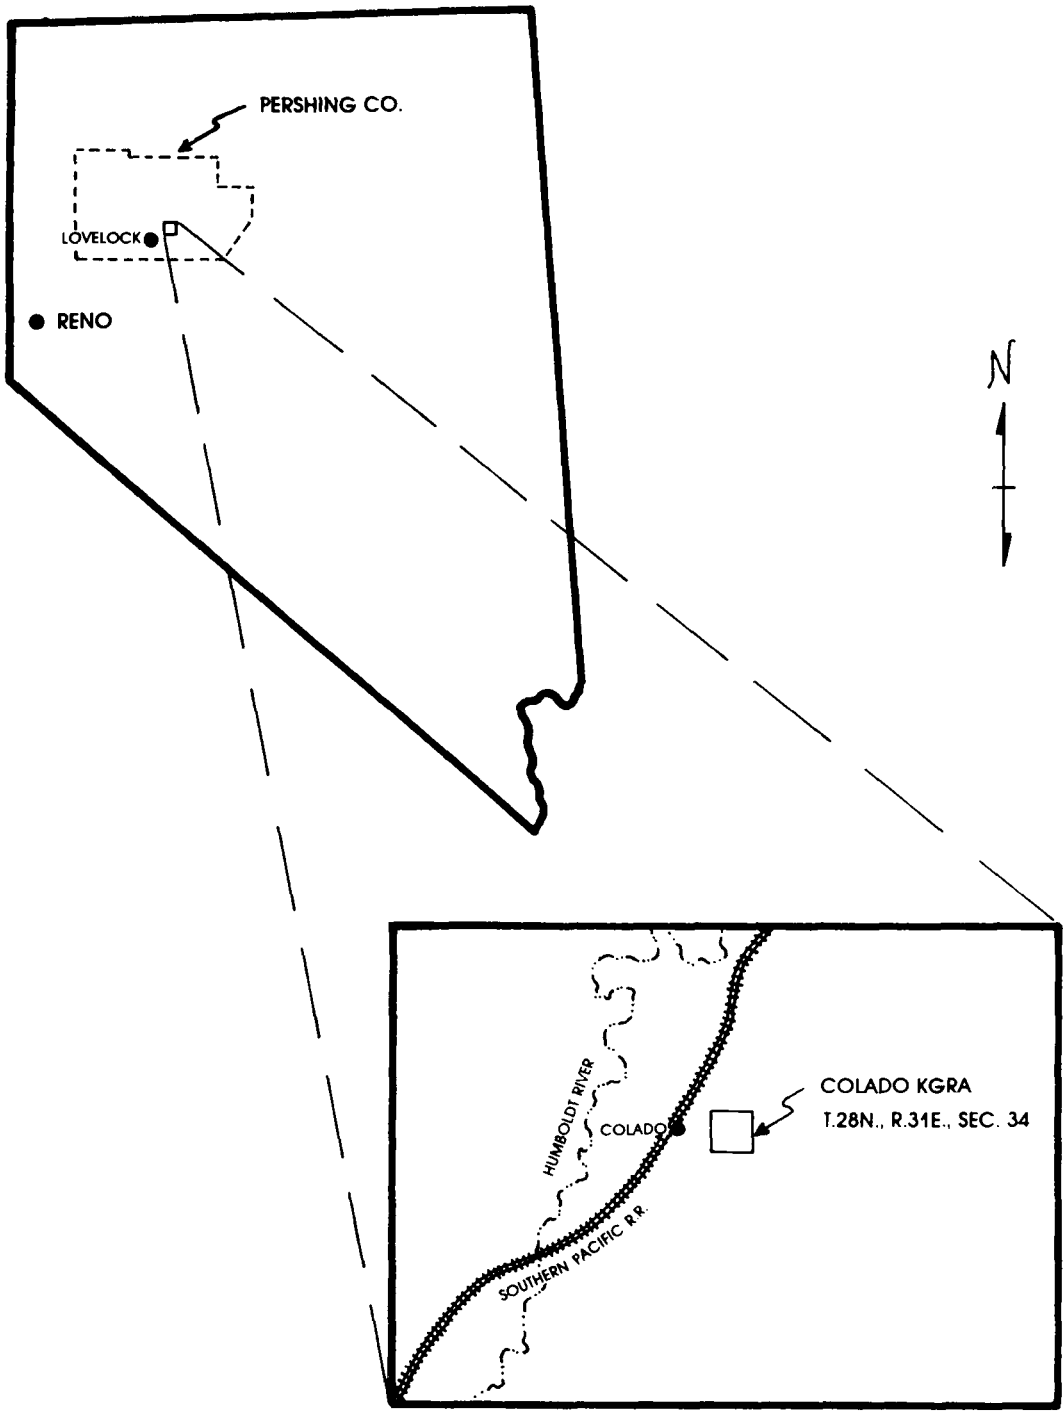 PERSHING CO.
LOVELOCK
RENO
N
HUMBOLDT RIVER
COLADO
COLADO KGRA
T.28N., R.31E., SEC. 34
SOUTHERN PACIFIC R.R.